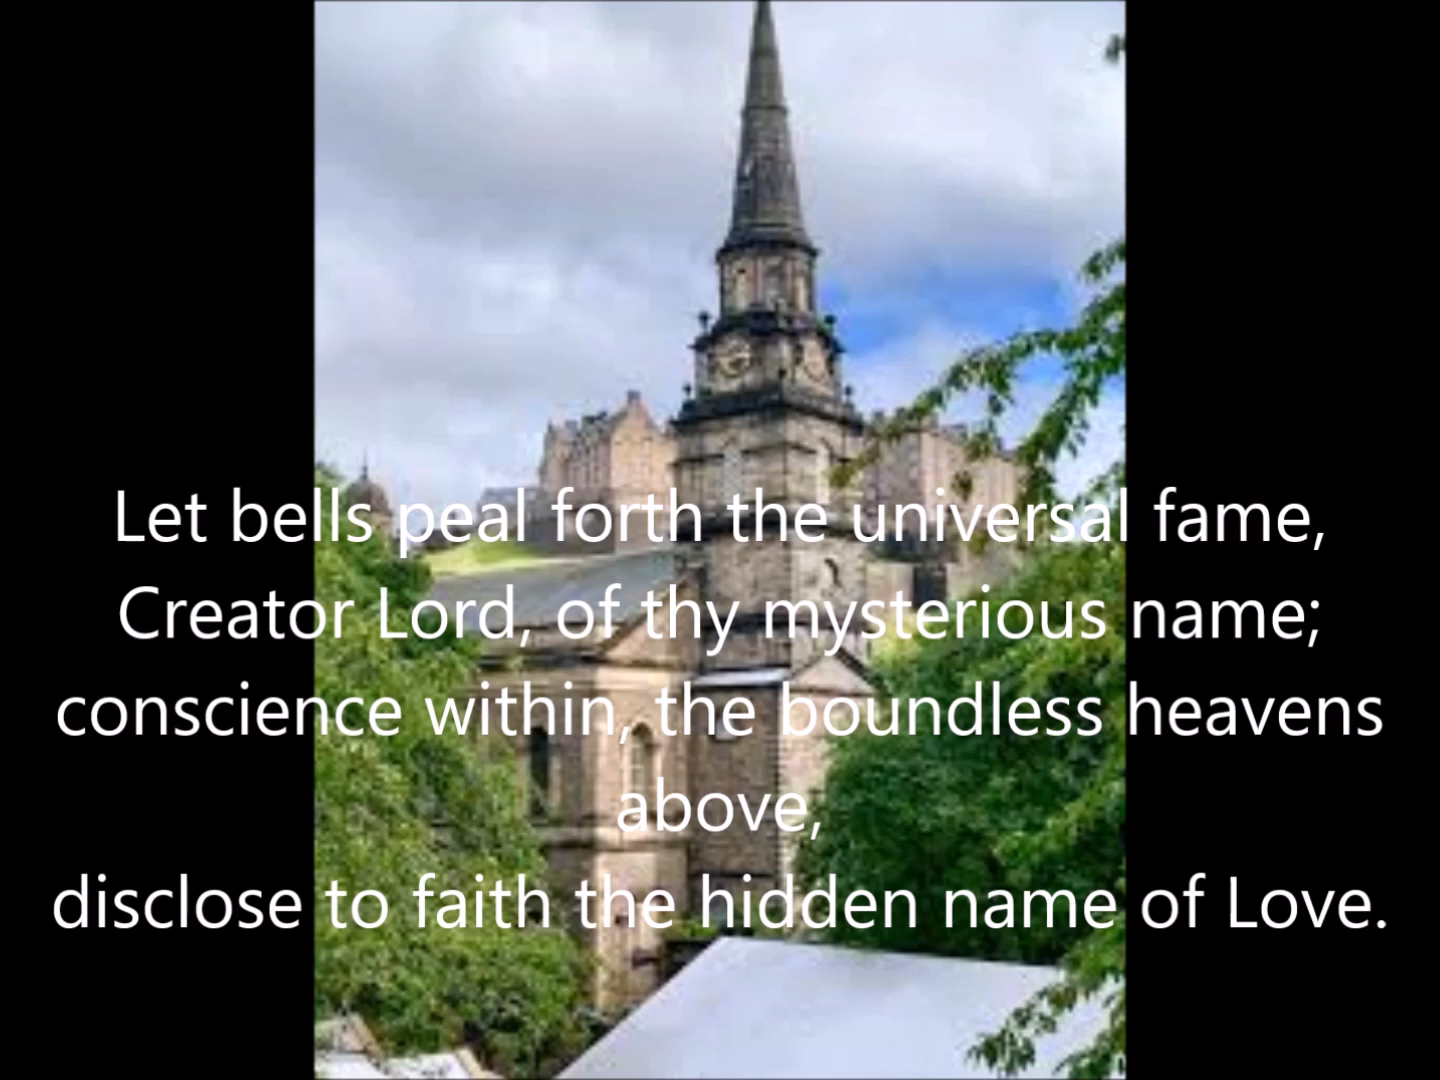 Let bells peal forth the universal fame,
Creator Lord, of thy mysterious name;
conscience within, the boundless heavens
above,
disclose to faith the hidden name of Love.